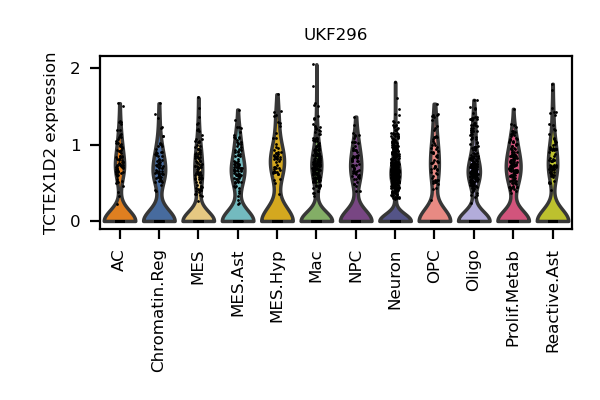 UKF296
TCTEX1D2 expression
2
1
0
AC
Chromatin.Reg
MES
MES.Ast
MES.Hyp
Mac
NPC
Neuron
OPC
Oligo
Prolif.Metab
Reactive.Ast